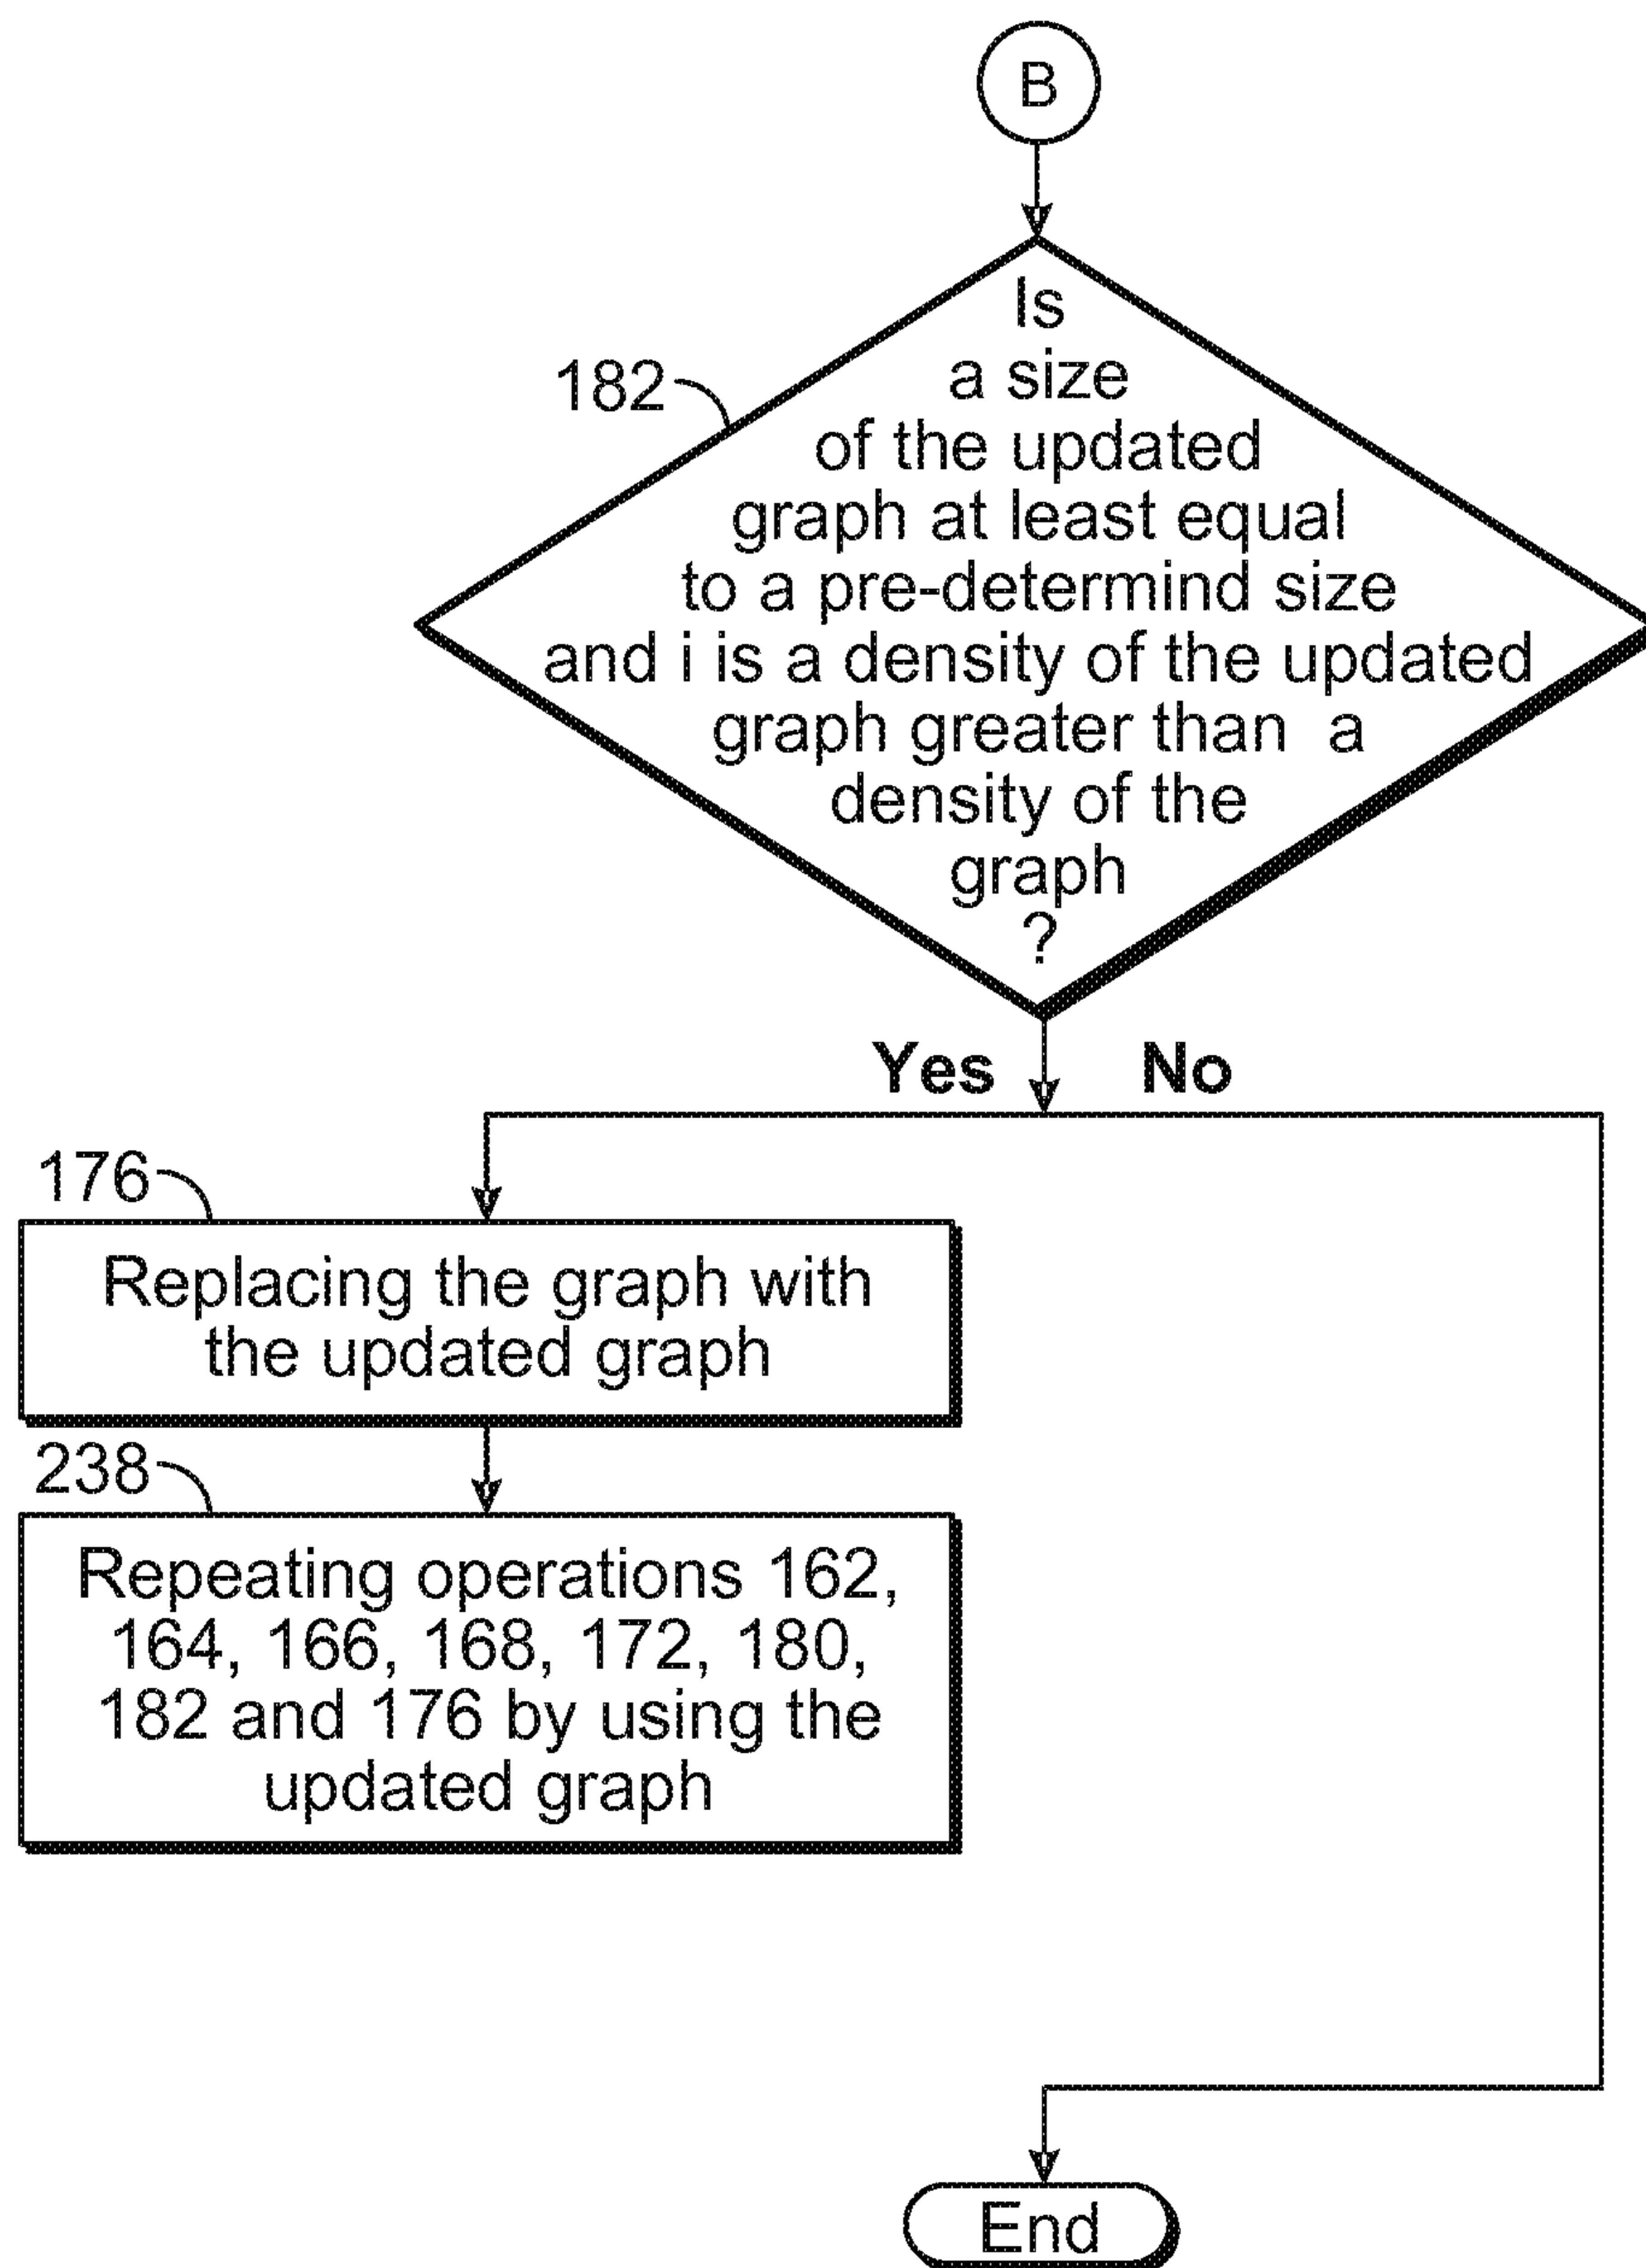 B
Is
a size
182
of the updated
graph at least equal
to a pre-determind size
and i is a density of the updated
graph greater than a
density of the
graph
?
Yes No
176
Replacing the graph with
the updated graph
238
Repeating operations 162,
164, 166, 168, 172, 180,
182 and 176 by using the
updated graph
End